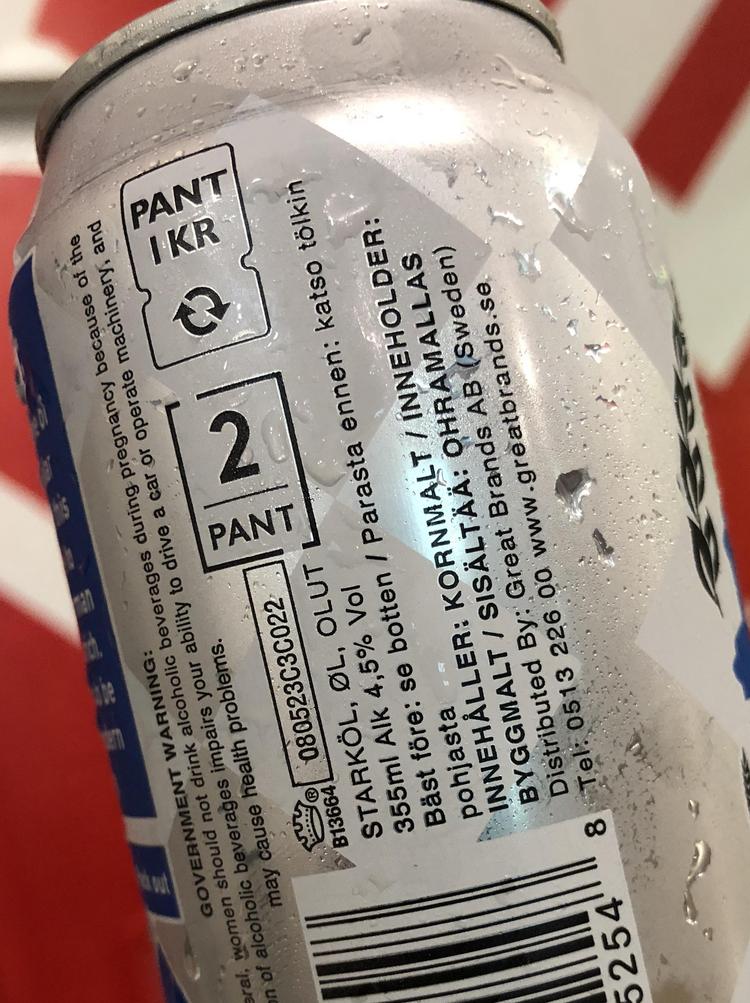 PANT
1 KR
2
PANT
GOVERNMENT WARNING:
women should not drink alcoholic beverages during pregnancy because of the
of alcoholic beverages impairs your ability to drive a car or operate machinery, and
may cause health problems.
080523C3C022
®
B13664
STARKÖL, ØL, OLUT
355ml Alk 4,5% Vol
Bäst före: se botten / Parasta ennen: katso tölkin
pohjasta
INNEHÅLLER: KORNMALT / INNEHOLDER:
BYGGMALT / SISÄLTÄÄ: OHRAMALLAS
Distributed By: Great Brands AB (Sweden)
Tel: 0513 226 00 www.greatbrands.se
5254 8
out